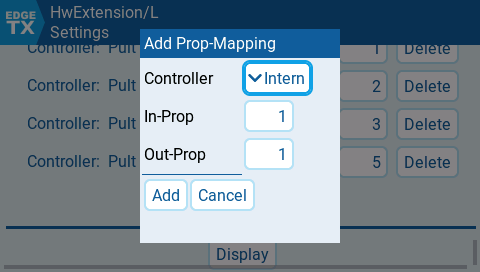 EDGE
TX
HwExtension/L
Settings
Add Prop-Mapping
Controller: Pult 1 Delete
Controller Intern
Controller: Pult 2 Delete
In-Prop 1
Controller: Pult 3 Delete
Out-Prop 1
Controller: Pult 5 Delete
Add Cancel
Display